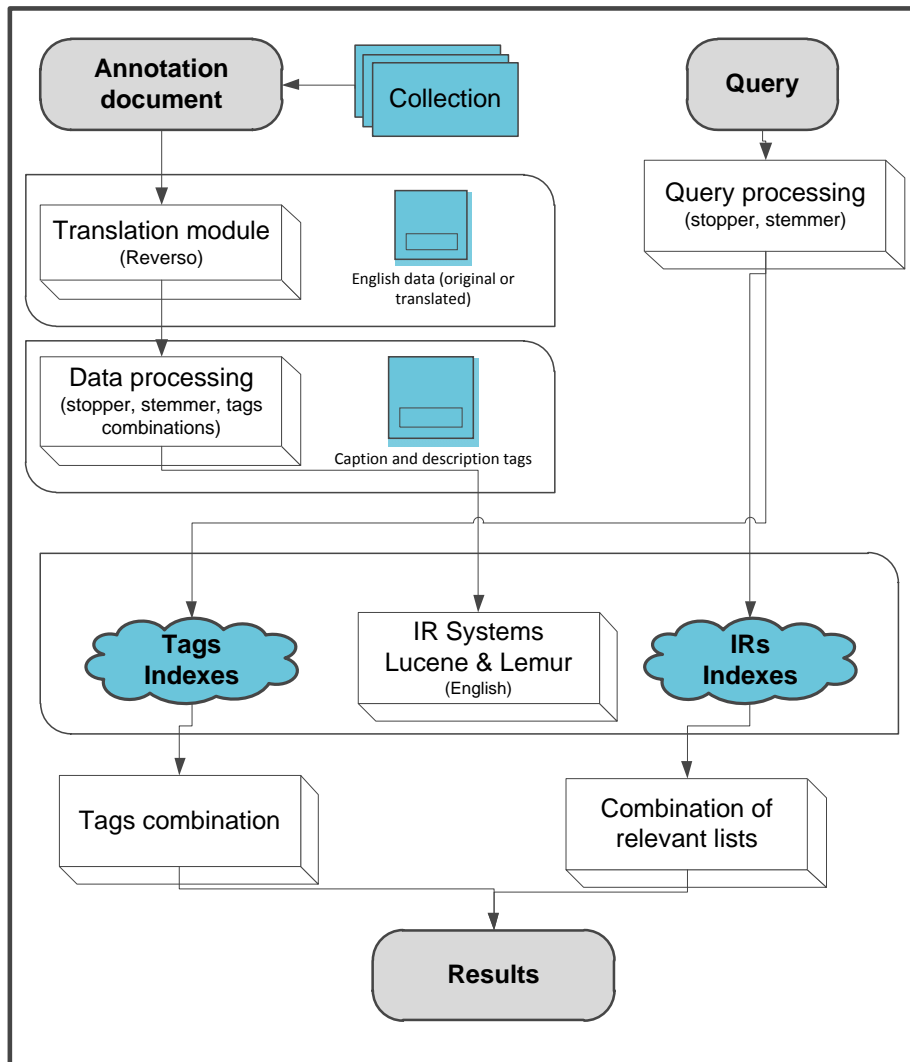 Annotation
document
Collection
Query
Translation module
(Reverso)
English data (original or
translated)
Query processing
(stopper, stemmer)
Data processing
(stopper, stemmer, tags
combinations)
Caption and description tags
Tags
Indexes
IR Systems
Lucene & Lemur
(English)
IRs
Indexes
Tags combination
Combination of
relevant lists
Results